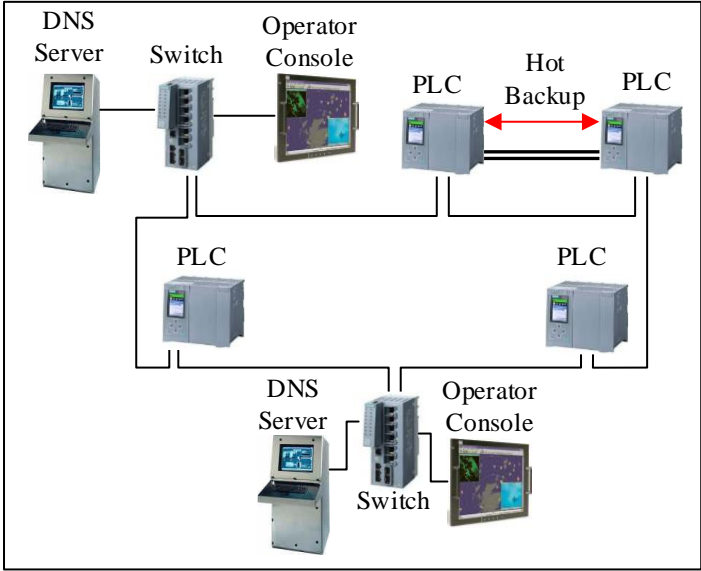 DNS
Server
Switch
Operator
Console
PLC
Hot
Backup
PLC
PLC
PLC
DNS
Server
Switch
Operator
Console